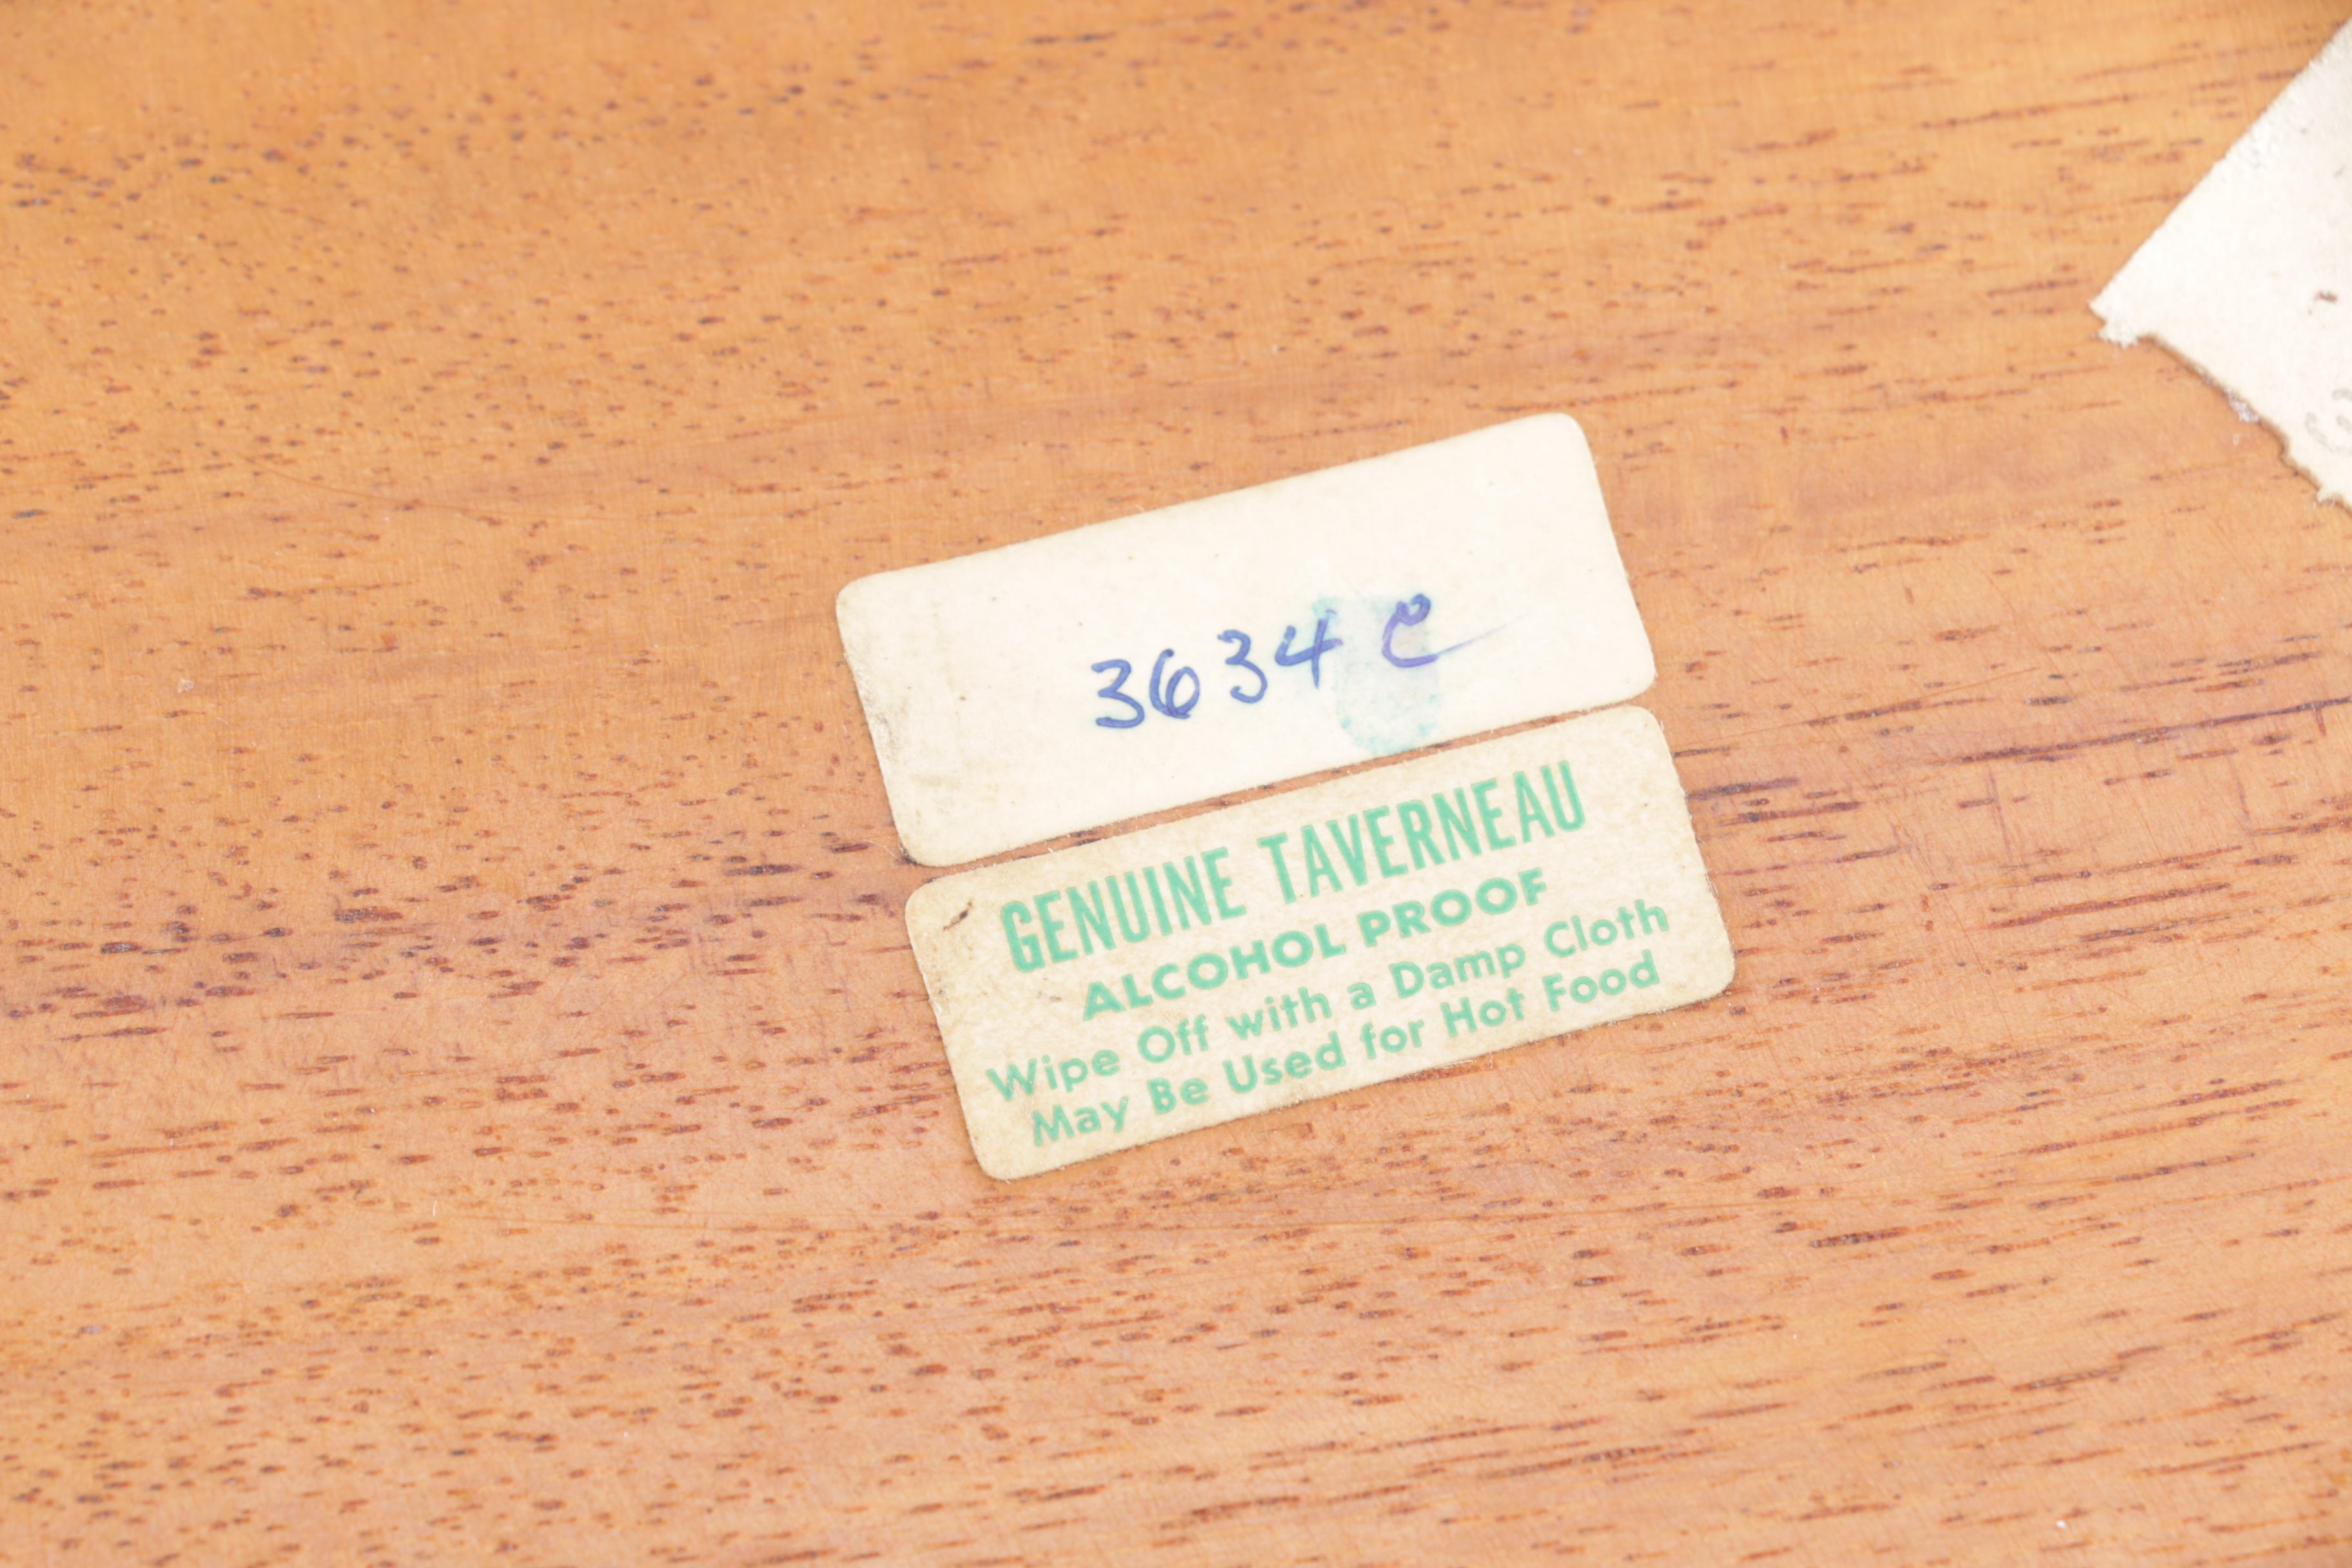 3634 C
GENUINE TAVERNEAU
ALCOHOL PROOF
Wipe Off with a Damp Cloth
May Be Used for Hot Food